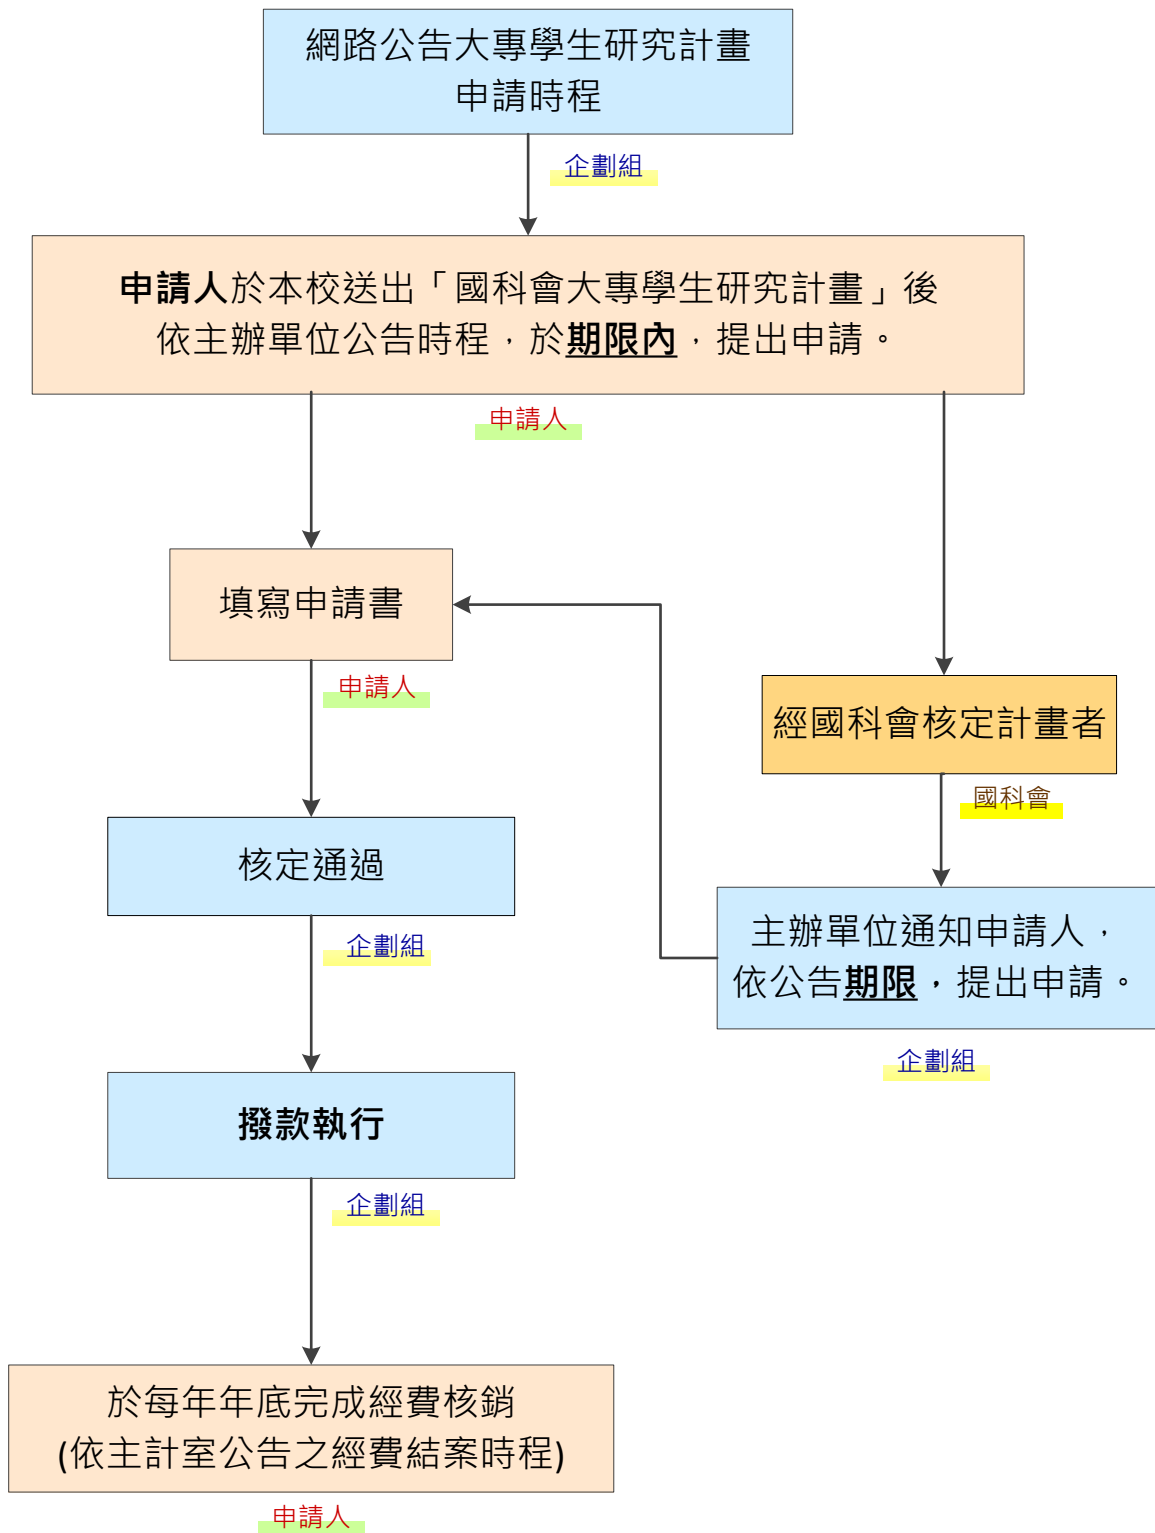 網路公告大專學生研究計畫
申請時程
企劃組
申請人於本校送出「國科會大專學生研究計畫」後
依主辦單位公告時程，於期限內，提出申請。
申請人
填寫申請書
申請人
經國科會核定計畫者
國科會
核定通過
企劃組
主辦單位通知申請人，
依公告期限，提出申請。
企劃組
撥款執行
企劃組
於每年年底完成經費核銷
(依主計室公告之經費結案時程)
申請人